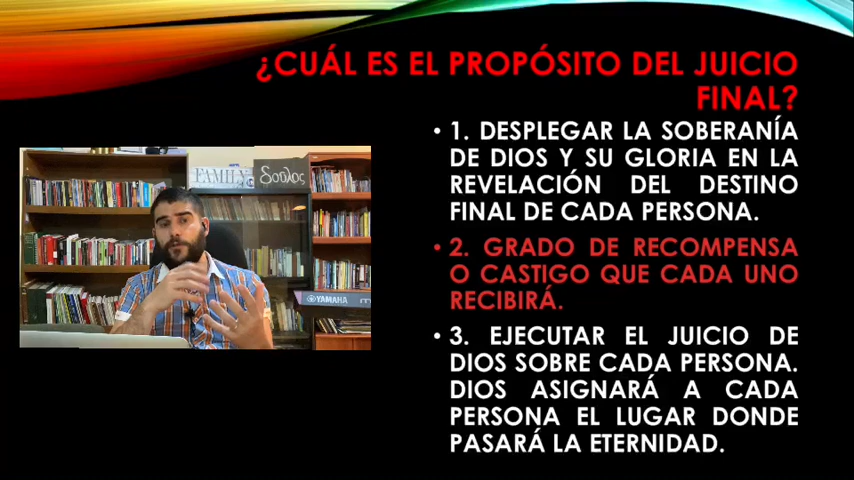 ¿CUÁL ES EL PROPÓSITO DEL JUICIO
FINAL?
• 1. DESPLEGAR LA SOBERANÍA
DE DIOS Y SU GLORIA EN LA
REVELACIÓN DEL DESTINO
FINAL DE CADA PERSONA.
• 2. GRADO DE RECOMPENSA
O CASTIGO QUE CADA UNO
RECIBIRÁ.
• 3. EJECUTAR EL JUICIO DE
DIOS SOBRE CADA PERSONA.
DIOS ASIGNARÁ A CADA
PERSONA EL LUGAR DONDE
PASARÁ LA ETERNIDAD.
FAMILY
δοῦλος
YAMAHA